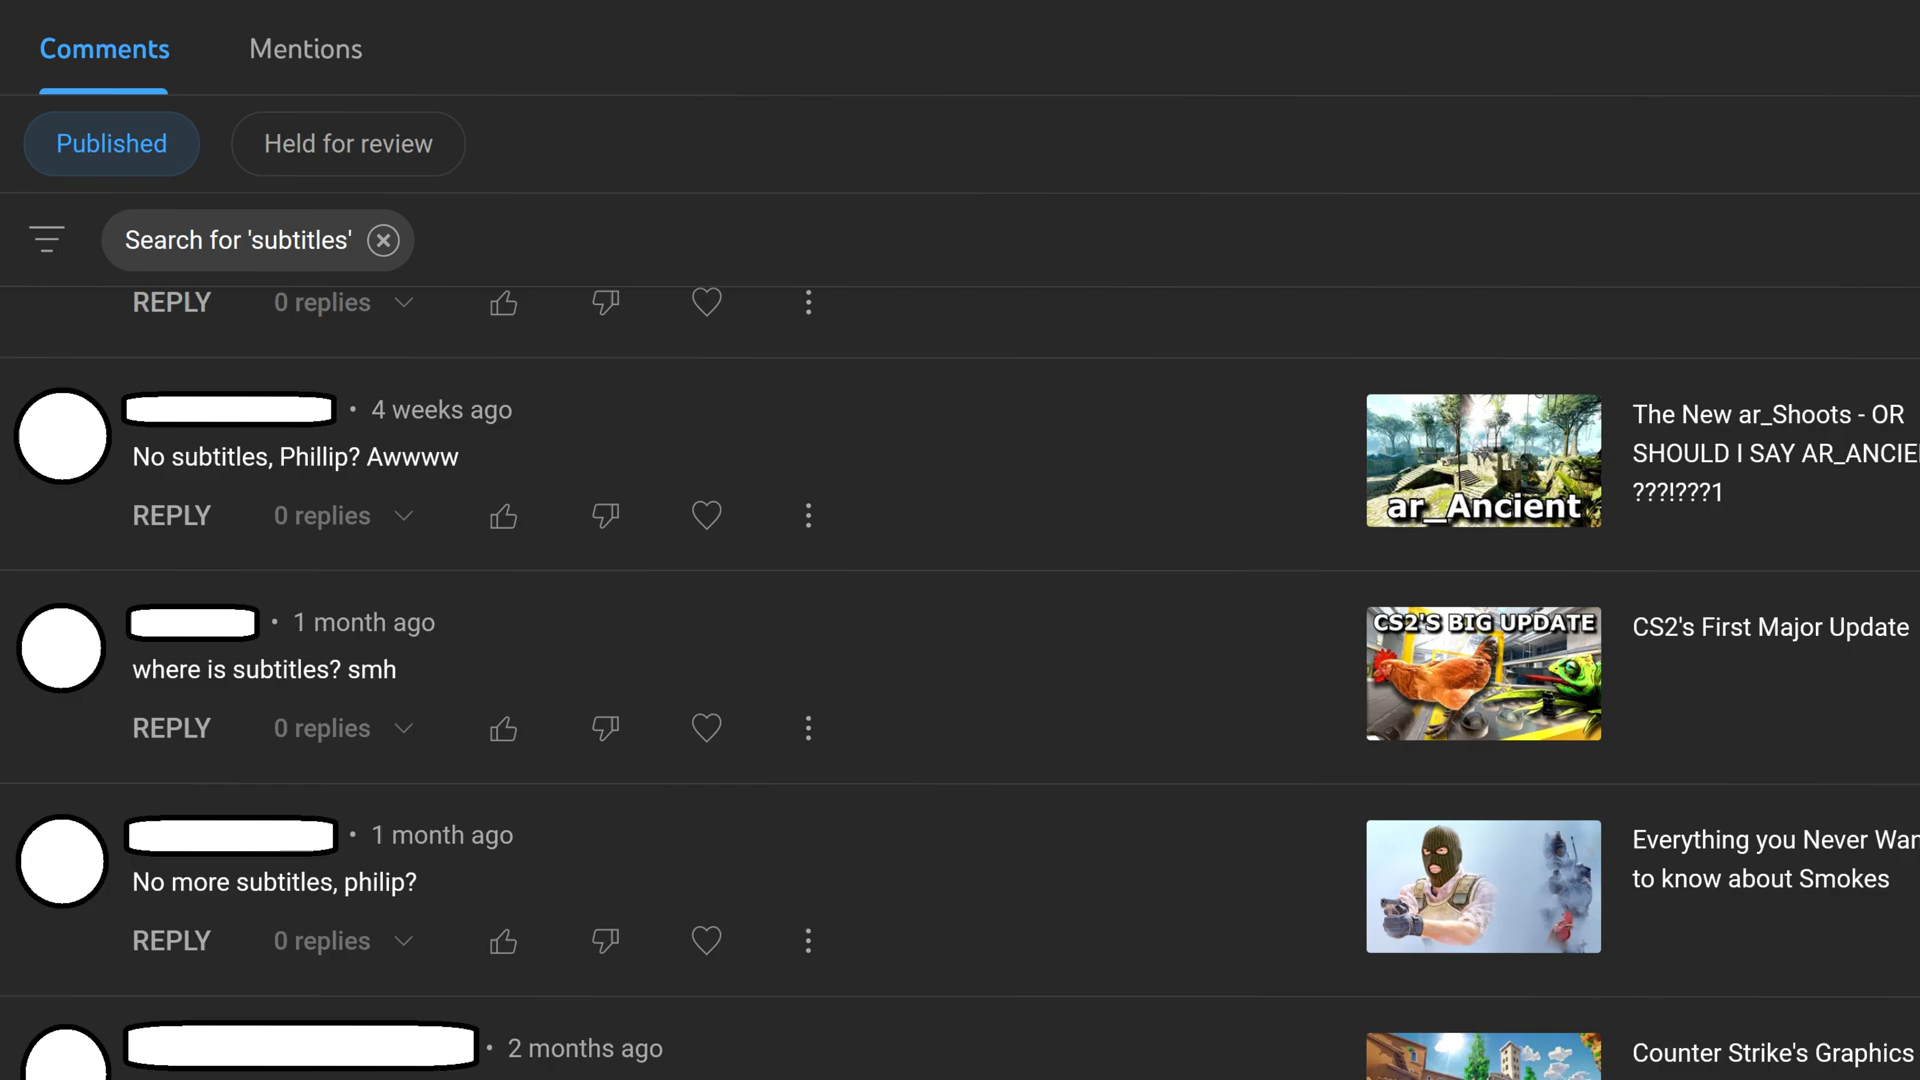 Comments
Mentions
Published
Held for review
Search for 'subtitles'
REPLY
0 replies
4 weeks ago
No subtitles, Phillip? Awwww
REPLY
0 replies
ar_Ancient
The New ar_Shoots - OR
SHOULD I SAY AR_ANCIE
???!???1
1 month ago
where is subtitles? smh
REPLY
0 replies
CS2'S BIG UPDATE
CS2's First Major Update
1 month ago
No more subtitles, philip?
REPLY
0 replies
Everything you Never Wan
to know about Smokes
2 months ago
Counter Strike's Graphics